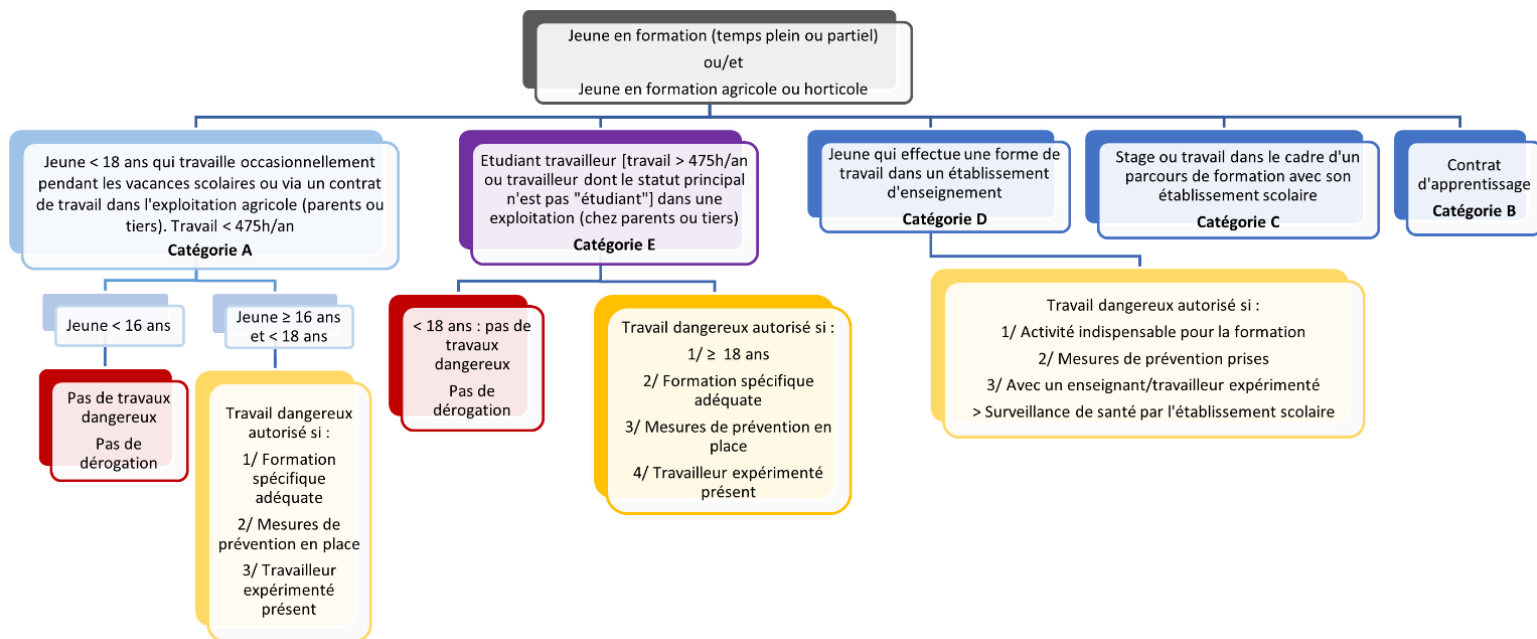 Jeune en formation (temps plein ou partiel)
ou/et
Jeune en formation agricole ou horticole
Jeune < 18 ans qui travaille occasionnellement
pendant les vacances scolaires ou via un contrat
de travail dans l'exploitation agricole (parents ou
tiers). Travail < 475h/an
Catégorie A
Etudiant travailleur [travail > 475h/an
ou travailleur dont le statut principal
n'est pas "étudiant"] dans une
exploitation (chez parents ou tiers)
Catégorie E
Jeune qui effectue une forme de
travail dans un établissement
d'enseignement
Catégorie D
Stage ou travail dans le cadre d'un
parcours de formation avec son
établissement scolaire
Catégorie C
Contrat
d'apprentissage
Catégorie B
Jeune < 16 ans
Jeune ≥ 16 ans
et < 18 ans
Pas de travaux
dangereux
Pas de
dérogation
Travail dangereux
autorisé si :
1/ Formation
spécifique
adéquate
2/ Mesures de
prévention en place
3/ Travailleur
expérimenté
présent
< 18 ans : pas de
travaux
dangereux
Pas de
dérogation
Travail dangereux autorisé si :
1/ ≥ 18 ans
2/ Formation spécifique
adéquate
3/ Mesures de prévention en
place
4/ Travailleur expérimenté
présent
Travail dangereux autorisé si :
1/ Activité indispensable pour la formation
2/ Mesures de prévention prises
3/ Avec un enseignant/travailleur expérimenté
> Surveillance de santé par l'établissement scolaire